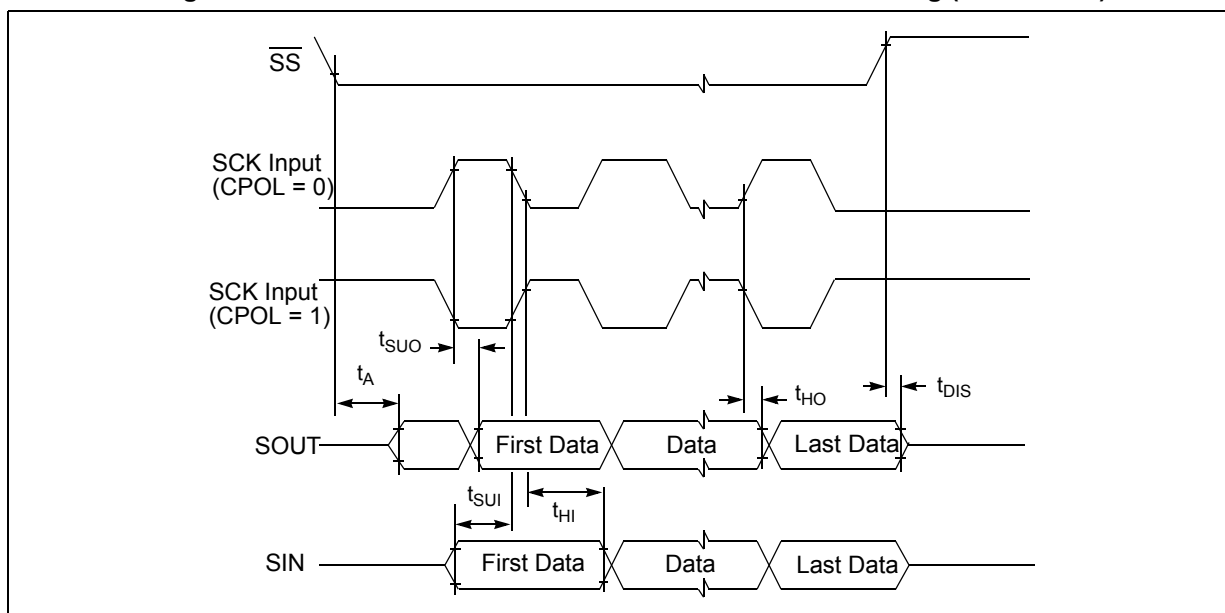 SS
SCK Input
(CPOL = 0)
SCK Input
(CPOL = 1)
tSUO
tA
tHO
tDIS
SOUT
First Data
Data
Last Data
tSUI
tHI
SIN
First Data
Data
Last Data